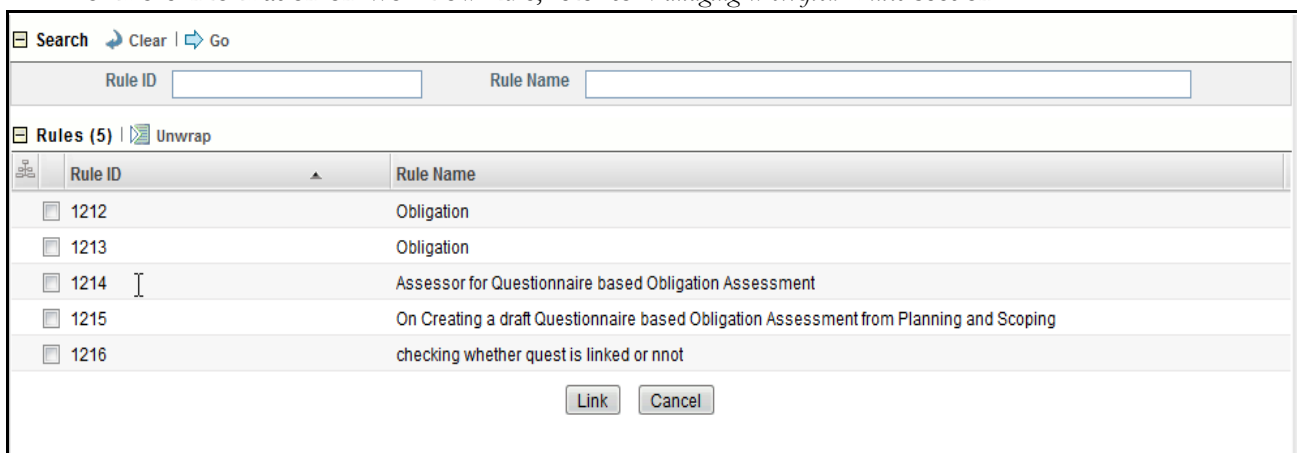 Search Clear | Go
Rule ID Rule Name
Rules (5) | Unwrap
Rule ID Rule Name
1212 Obligation
1213 Obligation
1214 Assessor for Questionnaire based Obligation Assessment
1215 On Creating a draft Questionnaire based Obligation Assessment from Planning and Scoping
1216 checking whether quest is linked or nnot
Link Cancel